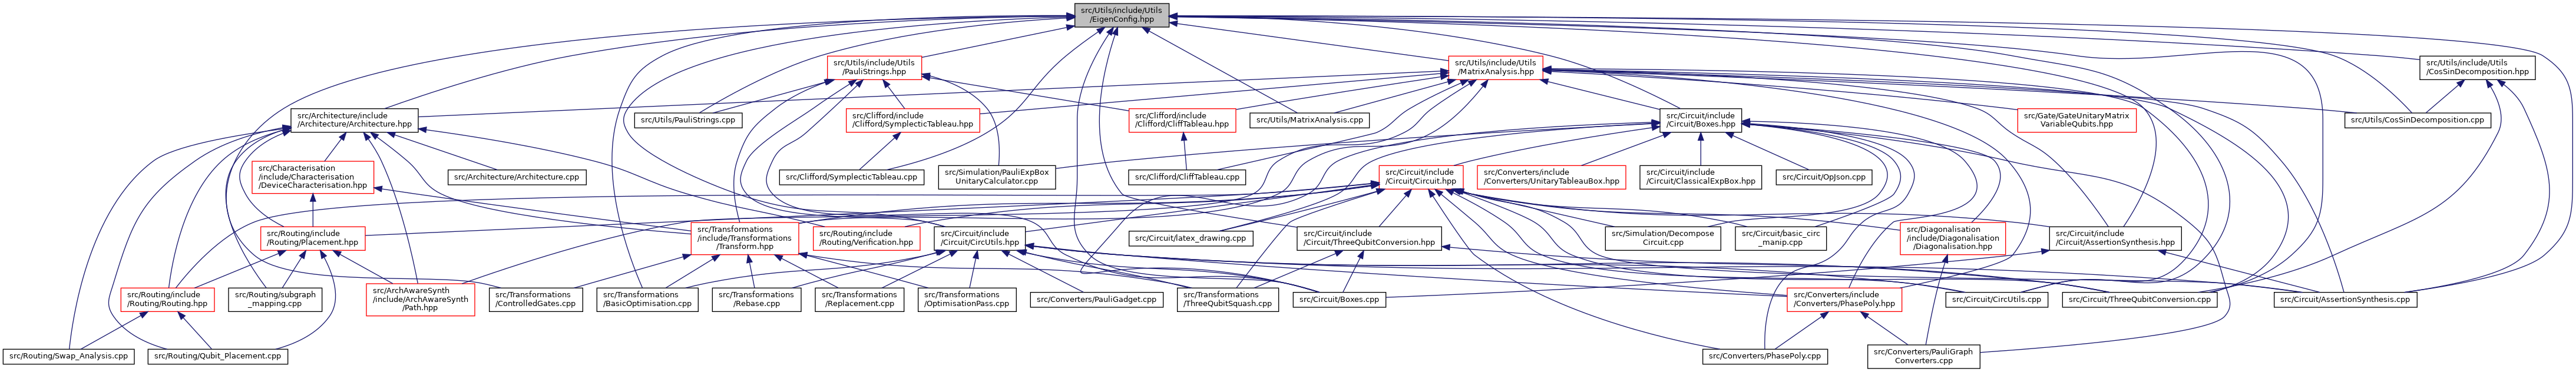 src/Utils/include/Utils
/EigenConfig.hpp
src/Utils/include/Utils
/PauliStrings.hpp
src/Utils/include/Utils
/MatrixAnalysis.hpp
src/Utils/include/Utils
/CosSinDecomposition.hpp
src/Architecture/include
/Architecture/Architecture.hpp
src/Utils/PauliStrings.cpp
src/Clifford/include
/Clifford/SymplecticTableau.hpp
src/Clifford/include
/Clifford/CliffTableau.hpp
src/Utils/MatrixAnalysis.cpp
src/Circuit/include
/Circuit/Boxes.hpp
src/Gate/GateUnitaryMatrix
VariableQubits.hpp
src/Utils/CosSinDecomposition.cpp
src/Characterisation
/include/Characterisation
/DeviceCharacterisation.hpp
src/Architecture/Architecture.cpp
src/Clifford/SymplecticTableau.cpp
src/Simulation/PauliExpBox
UnitaryCalculator.cpp
src/Clifford/CliffTableau.cpp
src/Circuit/include
/Circuit/Circuit.hpp
src/Converters/include
/Converters/UnitaryTableauBox.hpp
src/Circuit/include
/Circuit/ClassicalExpBox.hpp
src/Circuit/OpJson.cpp
src/Routing/include
/Routing/Placement.hpp
src/Transformations
/include/Transformations
/Transform.hpp
src/Routing/include
/Routing/Verification.hpp
src/Circuit/include
/Circuit/CircUtils.hpp
src/Circuit/latex_drawing.cpp
src/Circuit/include
/Circuit/ThreeQubitConversion.hpp
src/Simulation/Decompose
Circuit.cpp
src/Circuit/basic_circ
_manip.cpp
src/Diagonalisation
/include/Diagonalisation
/Diagonalisation.hpp
src/Circuit/include
/Circuit/AssertionSynthesis.hpp
src/Routing/include
/Routing/Routing.hpp
src/Routing/subgraph
_mapping.cpp
src/ArchAwareSynth
/include/ArchAwareSynth
/Path.hpp
src/Transformations
/ControlledGates.cpp
src/Transformations
/BasicOptimisation.cpp
src/Transformations
/Rebase.cpp
src/Transformations
/Replacement.cpp
src/Transformations
/OptimisationPass.cpp
src/Converters/PauliGadget.cpp
src/Transformations
/ThreeQubitSquash.cpp
src/Circuit/Boxes.cpp
src/Converters/include
/Converters/PhasePoly.hpp
src/Circuit/CircUtils.cpp
src/Circuit/ThreeQubitConversion.cpp
src/Circuit/AssertionSynthesis.cpp
src/Routing/Swap_Analysis.cpp
src/Routing/Qubit_Placement.cpp
src/Converters/PhasePoly.cpp
src/Converters/PauliGraph
Converters.cpp